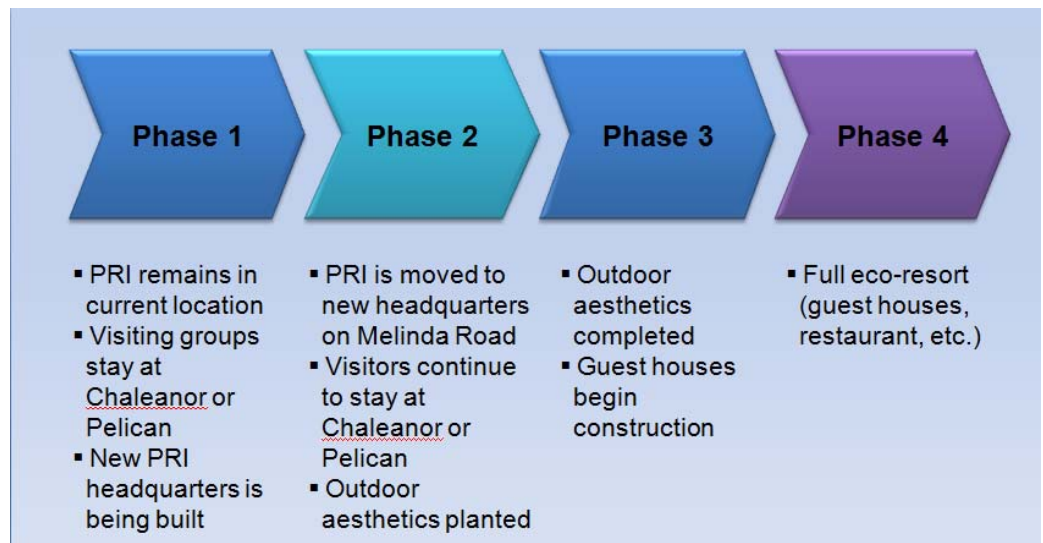 Phase 1
Phase 2
Phase 3
Phase 4
▪ PRI remains in
current location
▪ Visiting groups
stay at
Chaleanor or
Pelican
▪ New PRI
headquarters is
being built
▪ PRI is moved to
new headquarters
on Melinda Road
▪ Visitors continue
to stay at
Chaleanor or
Pelican
▪ Outdoor
aesthetics planted
▪ Outdoor
aesthetics
completed
▪ Guest houses
begin
construction
▪ Full eco-resort
(guest houses,
restaurant, etc.)